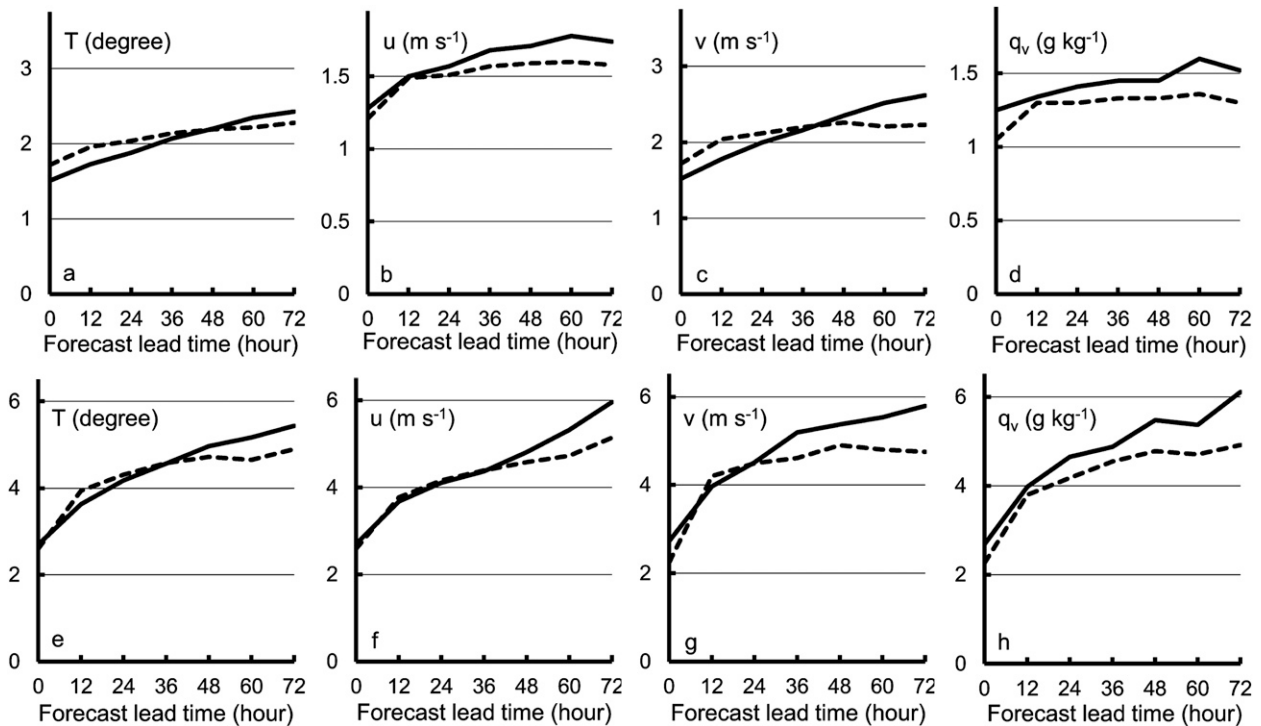 T (degree)
3
2
1
0
a
0 12 24 36 48 60 72
Forecast lead time (hour)
u (m s-1)
1.5
1
0.5
0
b
0 12 24 36 48 60 72
Forecast lead time (hour)
v (m s-1)
3
2
1
0
c
0 12 24 36 48 60 72
Forecast lead time (hour)
qv (g kg-1)
1.5
1
0.5
0
d
0 12 24 36 48 60 72
Forecast lead time (hour)
6
T (degree)
4
2
0
e
0 12 24 36 48 60 72
Forecast lead time (hour)
6
u (m s-1)
4
2
0
f
0 12 24 36 48 60 72
Forecast lead time (hour)
6
v (m s-1)
4
2
0
g
0 12 24 36 48 60 72
Forecast lead time (hour)
6
qv (g kg-1)
4
2
0
h
0 12 24 36 48 60 72
Forecast lead time (hour)